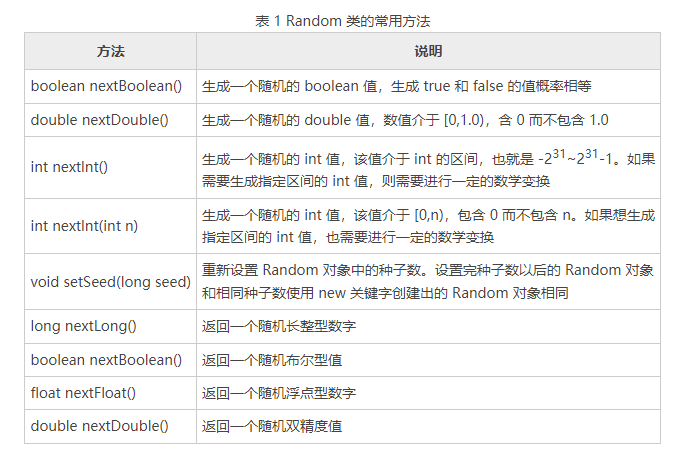 表 1 Random 类的常用方法
方法 说明
boolean nextBoolean() 生成一个随机的 boolean 值，生成 true 和 false 的值概率相等
double nextDouble() 生成一个随机的 double 值，数值介于 [0,1.0)，含 0 而不包含 1.0
int nextInt() 生成一个随机的 int 值，该值介于 int 的区间，也就是 -2³¹~2³¹-1。如果
需要生成指定区间的 int 值，则需要进行一定的数学变换
int nextInt(int n) 生成一个随机的 int 值，该值介于 [0,n)，包含 0 而不包含 n。如果想生成
指定区间的 int 值，也需要进行一定的数学变换
void setSeed(long seed) 重新设置 Random 对象中的种子数。设置完种子数以后的 Random 对象
和相同种子数使用 new 关键字创建出的 Random 对象相同
long nextLong() 返回一个随机长整型数字
boolean nextBoolean() 返回一个随机布尔型值
float nextFloat() 返回一个随机浮点型数字
double nextDouble() 返回一个随机双精度值